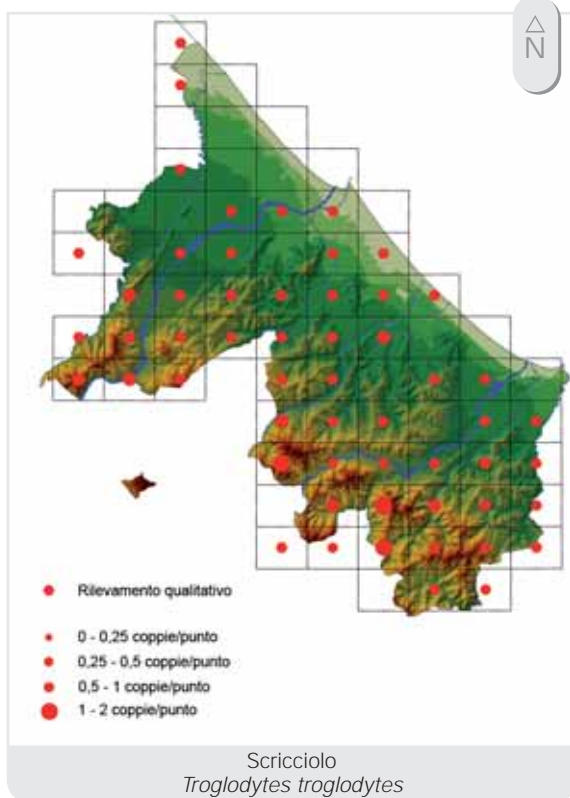 N
Rilevamento qualitativo
0 - 0,25 coppie/punto
0,25 - 0,5 coppie/punto
0,5 - 1 coppie/punto
1 - 2 coppie/punto
Scricciolo
Troglodytes troglodytes